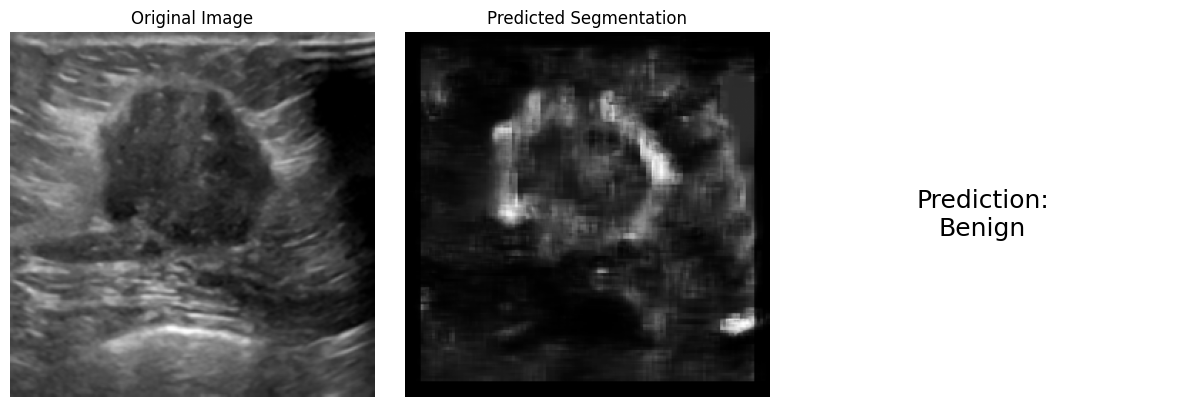 Original Image
Predicted Segmentation
Prediction:
Benign